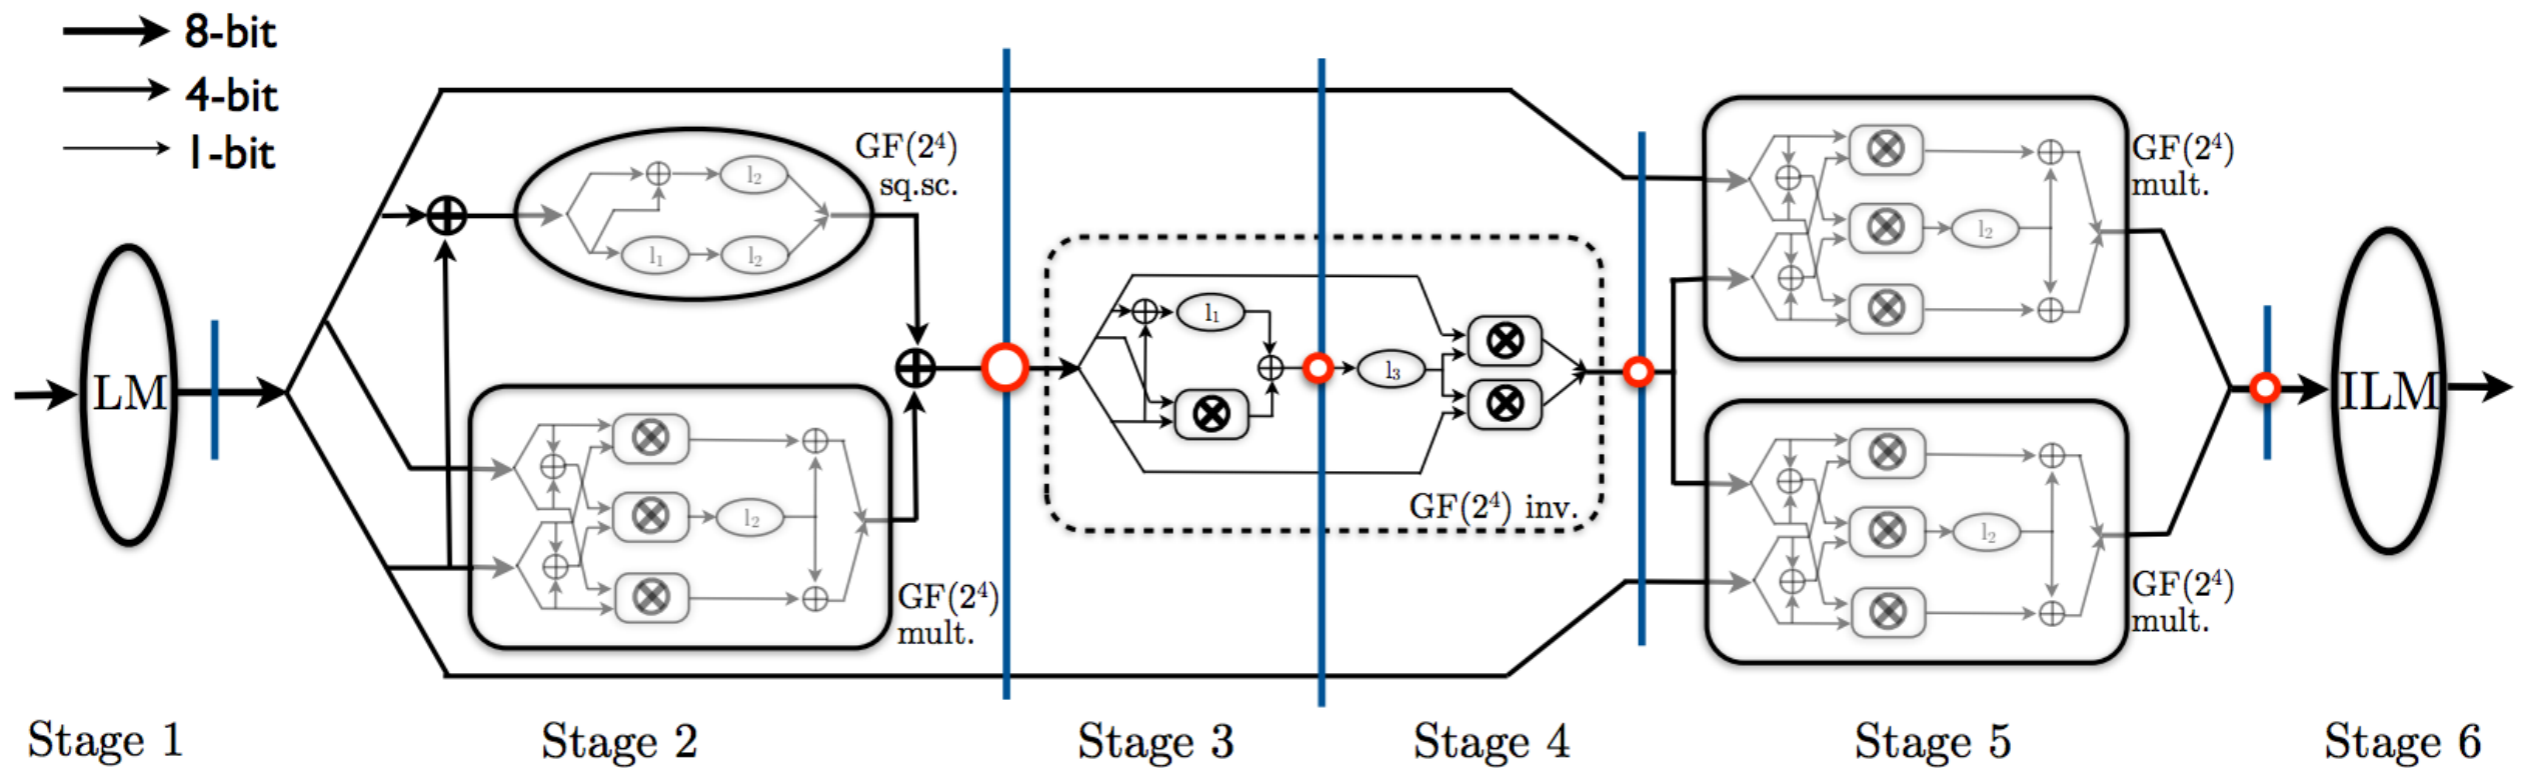 8-bit
4-bit
1-bit
GF(2⁴)
sq.sc.
l₂
l₁
l₂
LM
l₂
GF(2⁴)
mult.
l₁
l₃
GF(2⁴) inv.
GF(2⁴)
mult.
l₂
l₂
GF(2⁴)
mult.
ILM
Stage 1
Stage 2
Stage 3
Stage 4
Stage 5
Stage 6